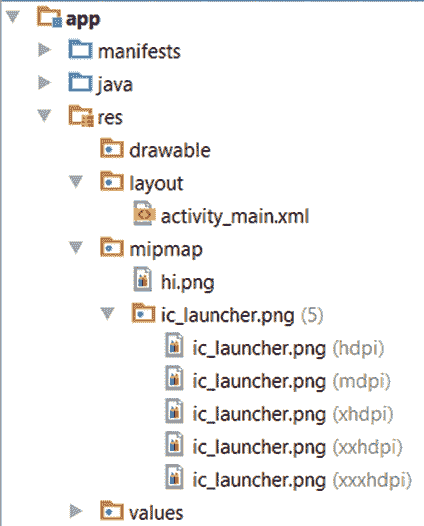 app
manifests
java
res
drawable
layout
activity_main.xml
mipmap
hi.png
ic_launcher.png (5)
ic_launcher.png (hdpi)
ic_launcher.png (mdpi)
ic_launcher.png (xhdpi)
ic_launcher.png (xxhdpi)
ic_launcher.png (xxxhdpi)
values